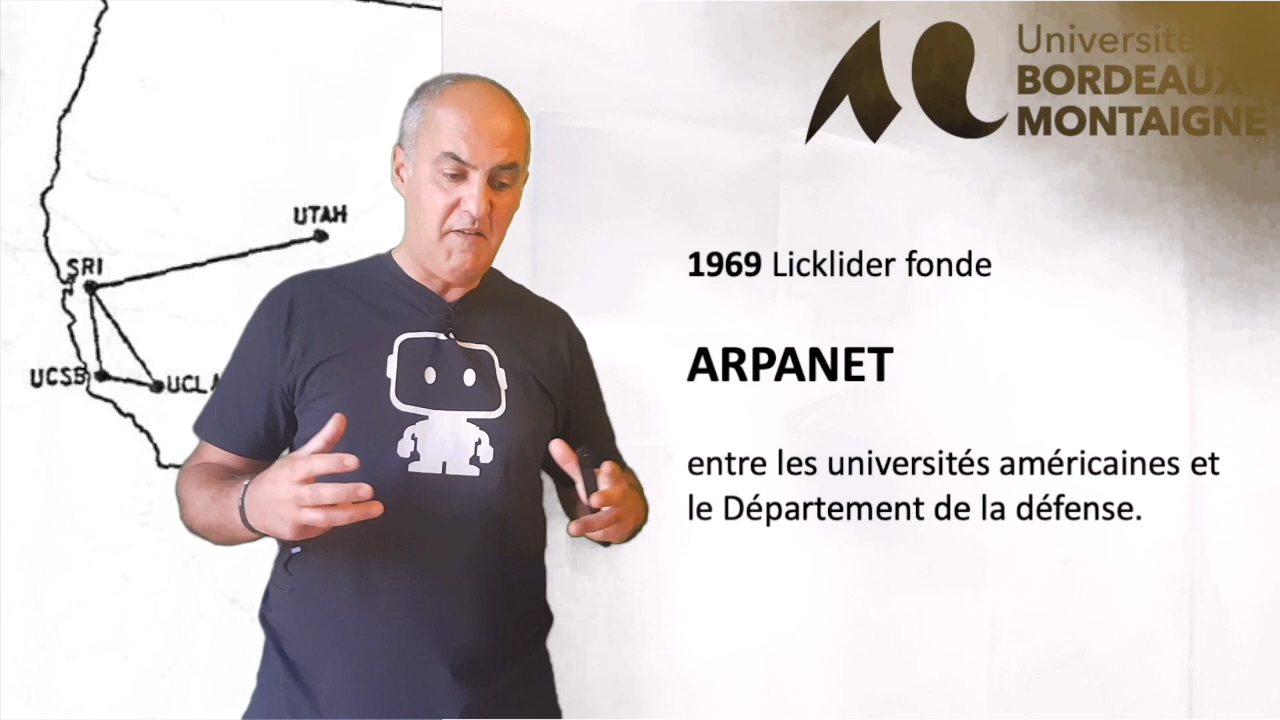 Université
BORDEAUX
MONTAIGNE
UTAH
SRI
UCSB
UCLA
1969 Licklider fonde
ARPANET
entre les universités américaines et
le Département de la défense.